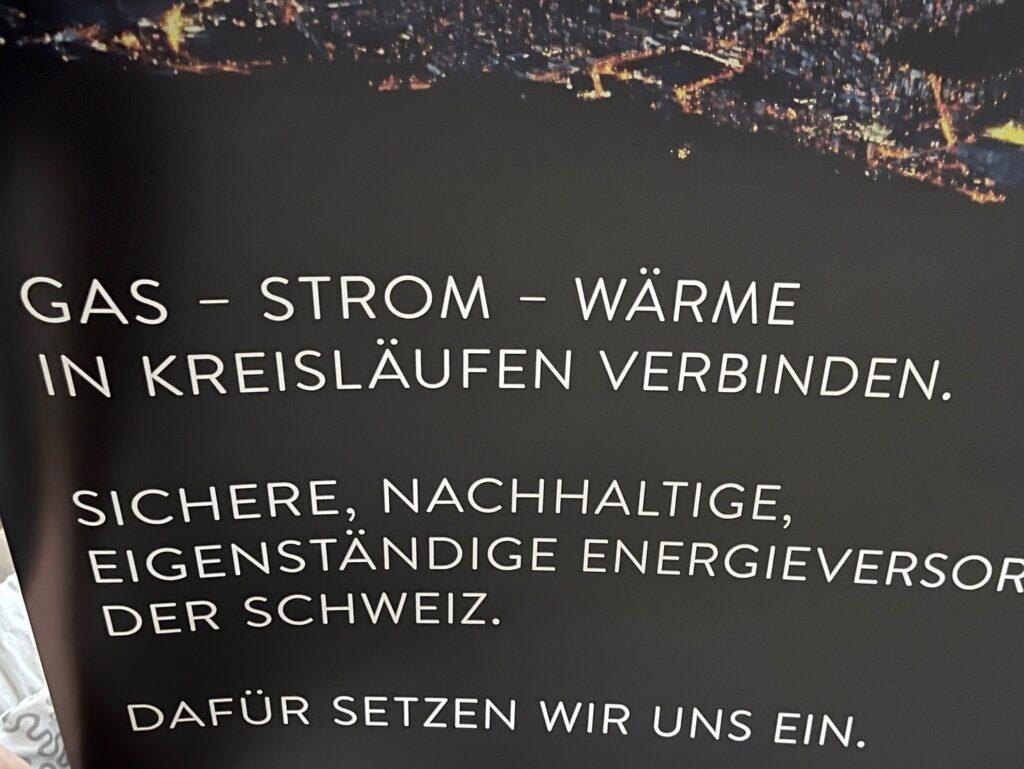 GAS – STROM – WÄRME
IN KREISLÄUFEN VERBINDEN.
SICHERE, NACHHALTIGE,
EIGENSTÄNDIGE ENERGIEVERSOR
DER SCHWEIZ.
DAFÜR SETZEN WIR UNS EIN.